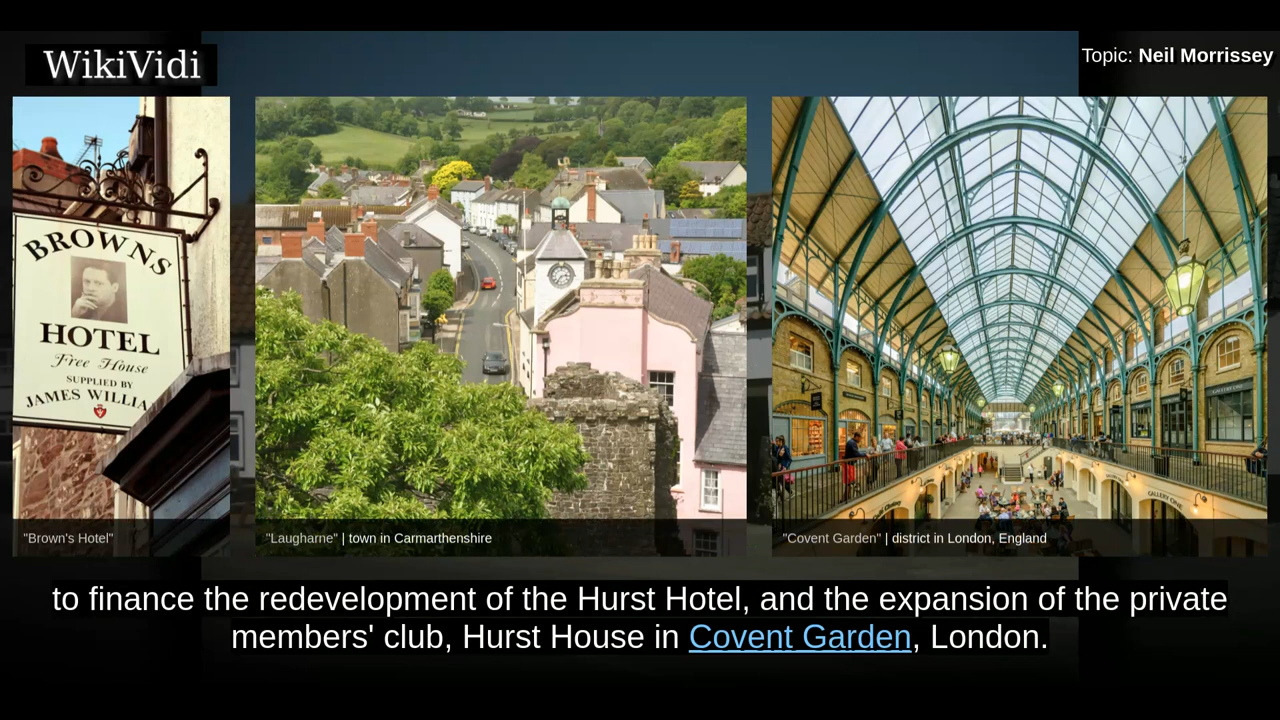 WikiVidi
Topic: Neil Morrissey
BROWNS
HOTEL
Free House
SUPPLIED BY
JAMES WILLIA
"Brown's Hotel"
"Laugharne" | town in Carmarthenshire
"Covent Garden" | district in London, England
to finance the redevelopment of the Hurst Hotel, and the expansion of the private
members' club, Hurst House in Covent Garden, London.